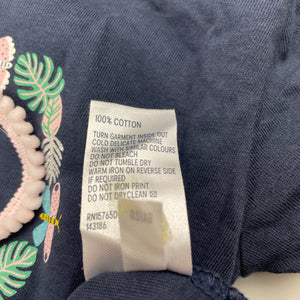 100% COTTON
TURN GARMENT INSIDE OUT
COLD DELICATE MACHINE
WASH WITH SIMILAR COLOURS
DO NOT BLEACH
DO NOT TUMBLE DRY
WARM IRON ON REVERSE SIDE
IF REQUIRED
DO NOT IRON PRINT
DO NOT DRYCLEAN
RN157650
143186